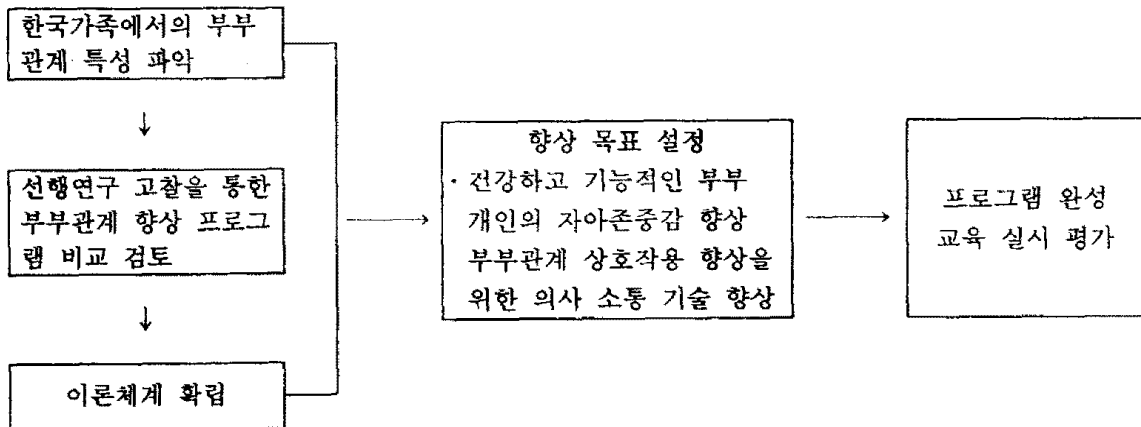 한국가족에서의 부부
관계 특성 파악
↓
선행연구 고찰을 통한
부부관계 향상 프로그
램 비교 검토
↓
이론체계 확립
향상 목표 설정
· 건강하고 기능적인 부부
개인의 자아존중감 향상
부부관계 상호작용 향상을
위한 의사 소통 기술 향상
프로그램 완성
교육 실시 평가